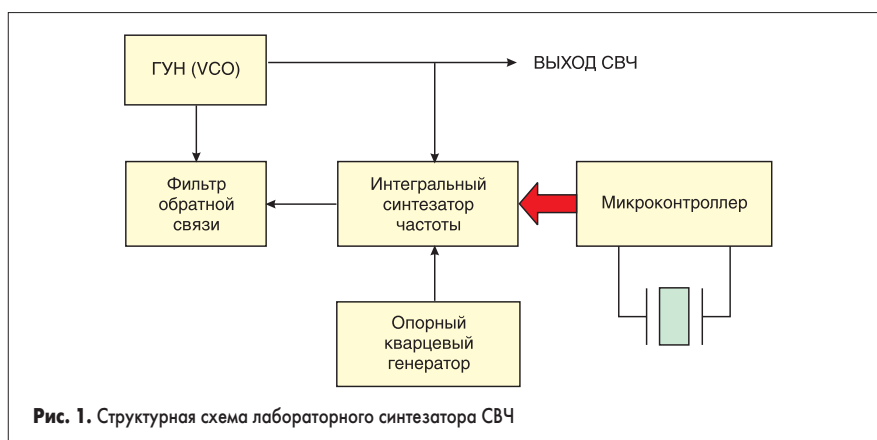 ГУН (VCO)
ВЫХОД СВЧ
Фильтр
обратной
связи
Интегральный
синтезатор
частоты
Микроконтроллер
Опорный
кварцевый
генератор
Рис. 1. Структурная схема лабораторного синтезатора СВЧ